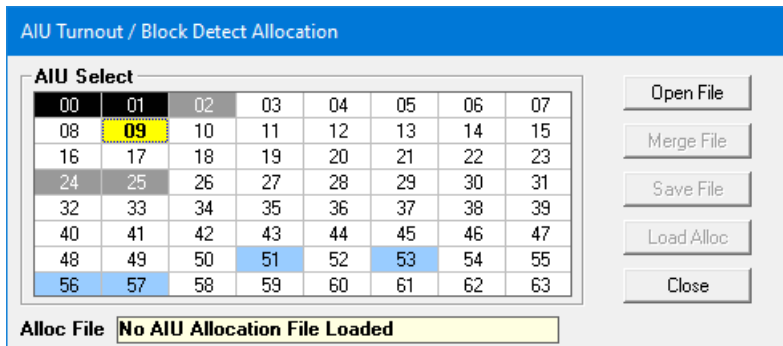 AIU Turnout / Block Detect Allocation
AIU Select
00 01 02 03 04 05 06 07
08 09 10 11 12 13 14 15
16 17 18 19 20 21 22 23
24 25 26 27 28 29 30 31
32 33 34 35 36 37 38 39
40 41 42 43 44 45 46 47
48 49 50 51 52 53 54 55
56 57 58 59 60 61 62 63
Open File
Merge File
Save File
Load Alloc
Close
Alloc File No AIU Allocation File Loaded